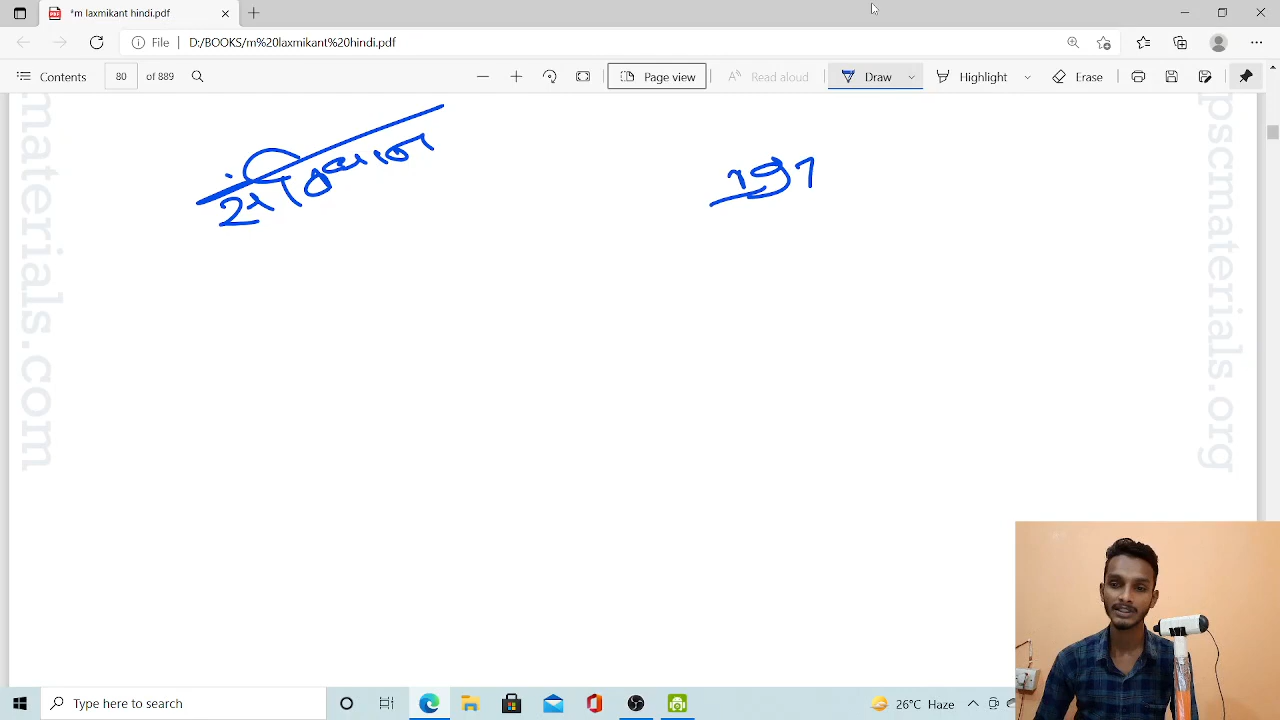 *m laxmikant hindi.pdf
File D:/BOOKS/m%20laxmikant%20hindi.pdf
Contents 80 of 889 Page view Read aloud Draw Highlight Erase
संविधान
materials.com
pscmaterials.org
Type here to search
26°C Haze